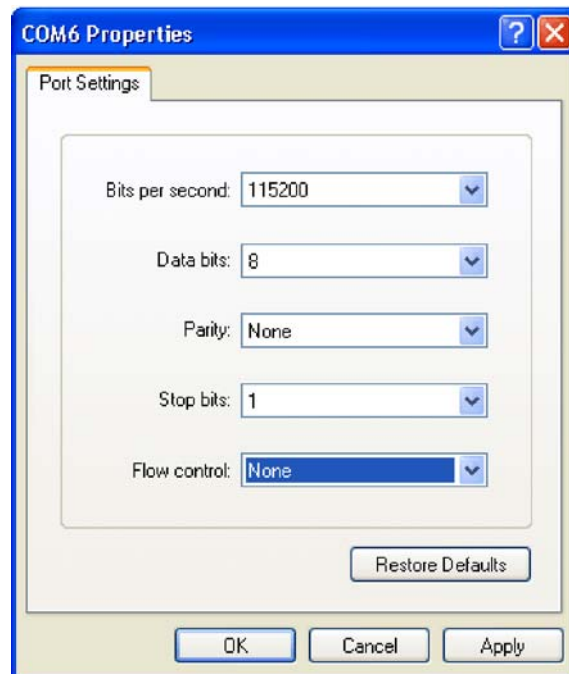 COM6 Properties
Port Settings
Bits per second: 115200
Data bits: 8
Parity: None
Stop bits: 1
Flow control: None
Restore Defaults
OK Cancel Apply